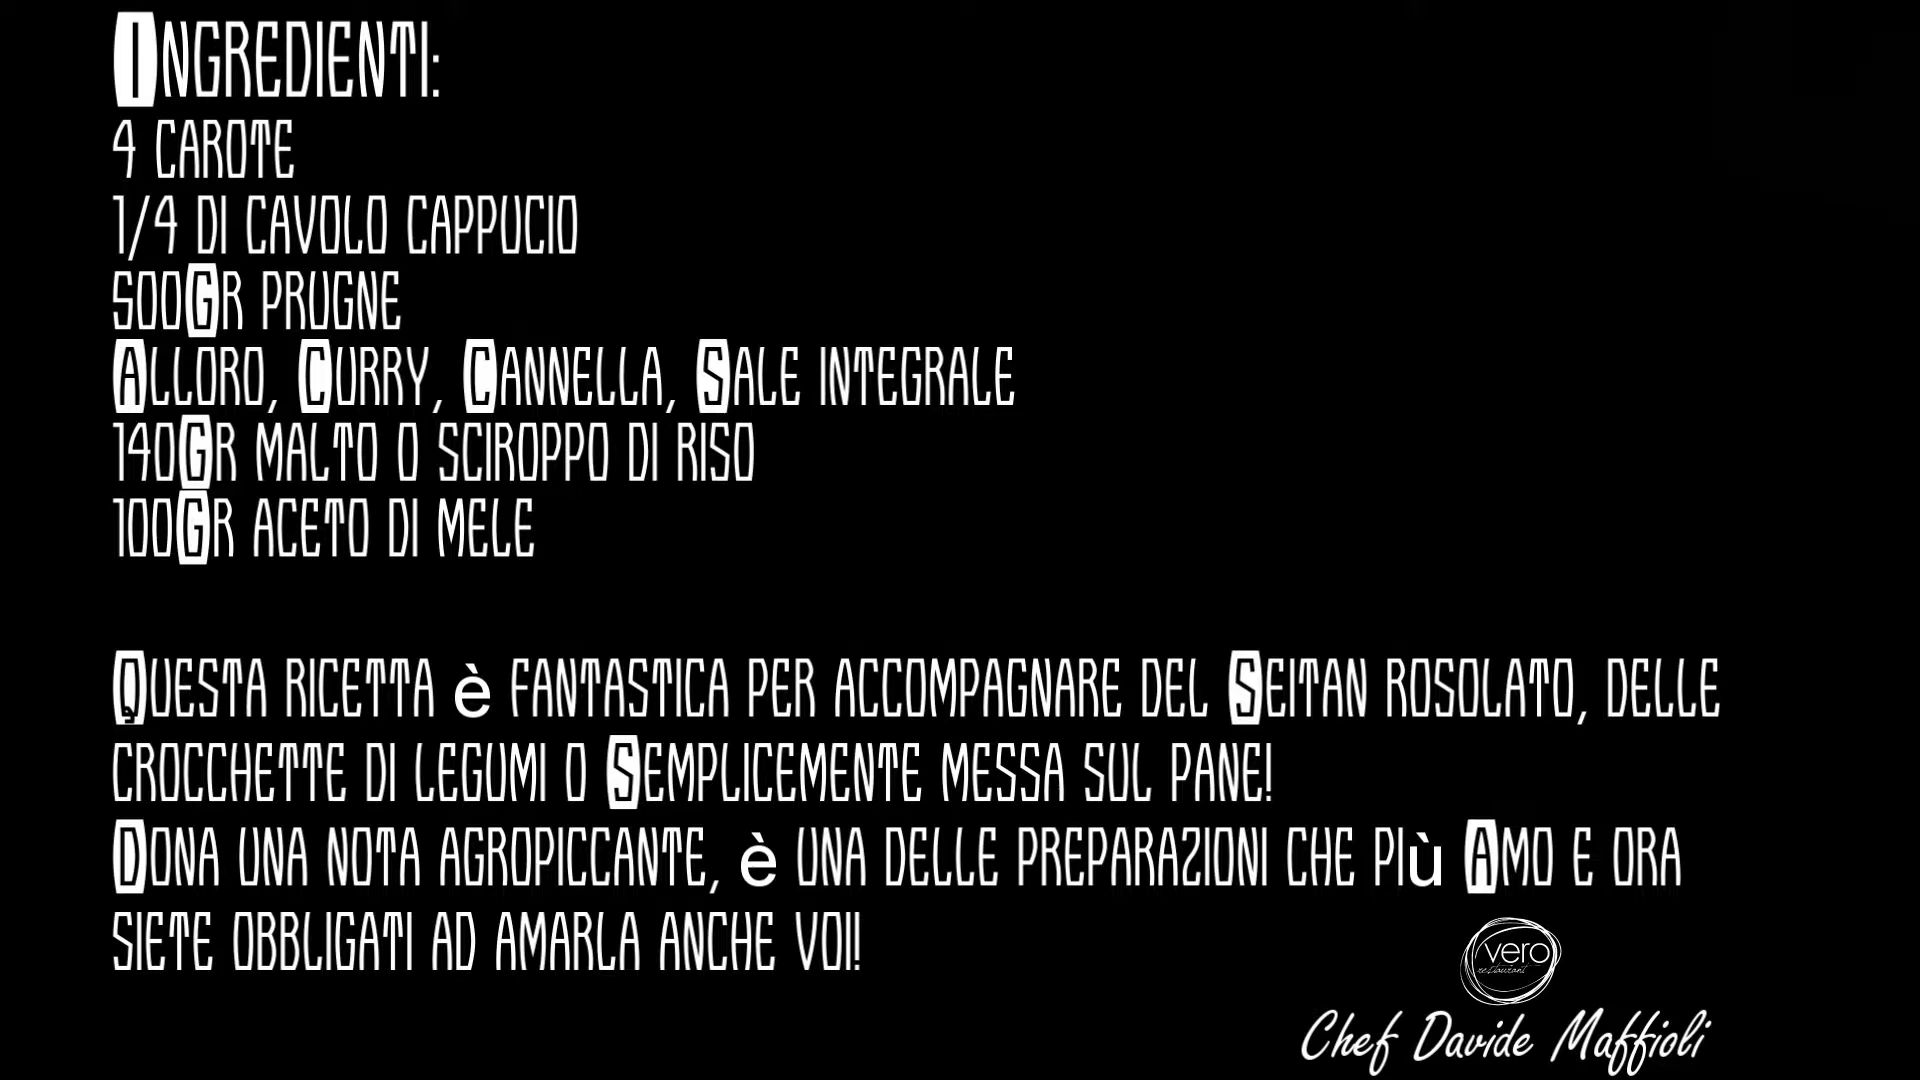 Ingredienti:
4 carote
1/4 di cavolo cappucio
500Gr prugne
Alloro, Curry, Cannella, Sale integrale
140Gr malto o sciroppo di riso
100Gr aceto di mele
Questa ricetta è fantastica per accompagnare del Seitan rosolato, delle
crocchette di legumi o Semplicemente messa sul pane!
Dona una nota agropiccante, è una delle preparazioni che più Amo e ora
siete obbligati ad amarla anche voi!
vero
restaurant
Chef Davide Maffioli